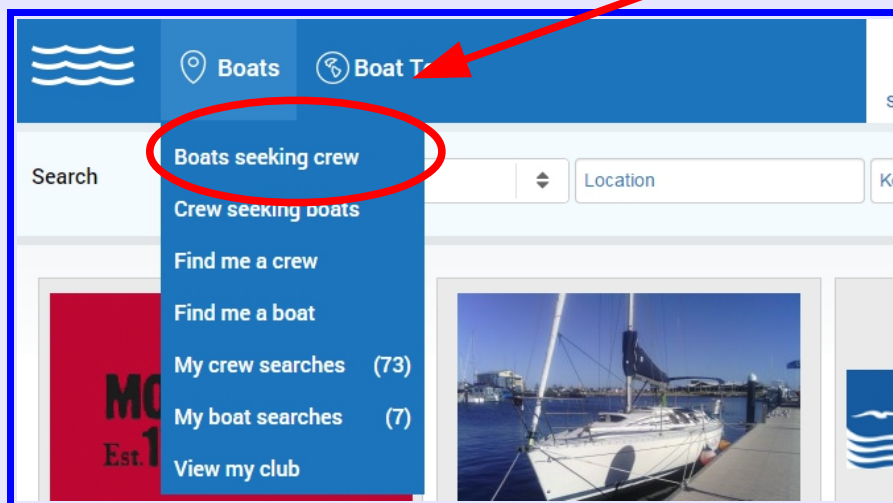 Boats
Boat
Search
Boats seeking crew
Location
Crew seeking boats
Find me a crew
Find me a boat
My crew searches (73)
My boat searches (7)
View my club
Est.